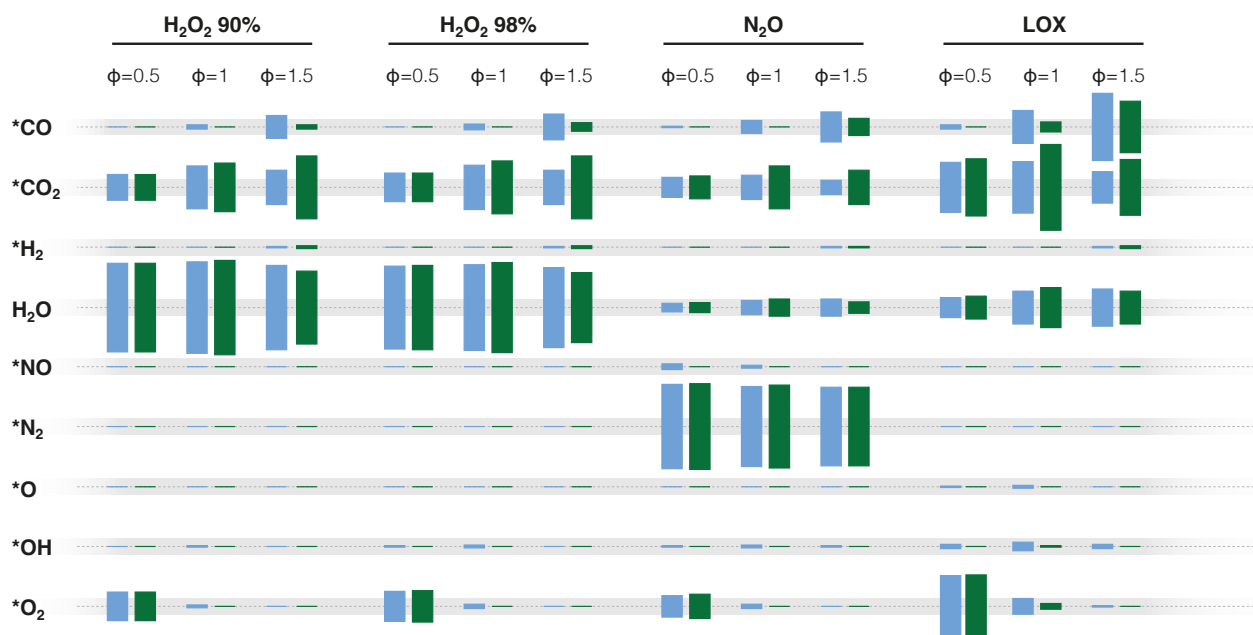 H₂O₂ 90% H₂O₂ 98% N₂O LOX
ϕ=0.5 ϕ=1 ϕ=1.5 ϕ=0.5 ϕ=1 ϕ=1.5 ϕ=0.5 ϕ=1 ϕ=1.5 ϕ=0.5 ϕ=1 ϕ=1.5
*CO
*CO₂
*H₂
H₂O
*NO
*N₂
*O
*OH
*O₂